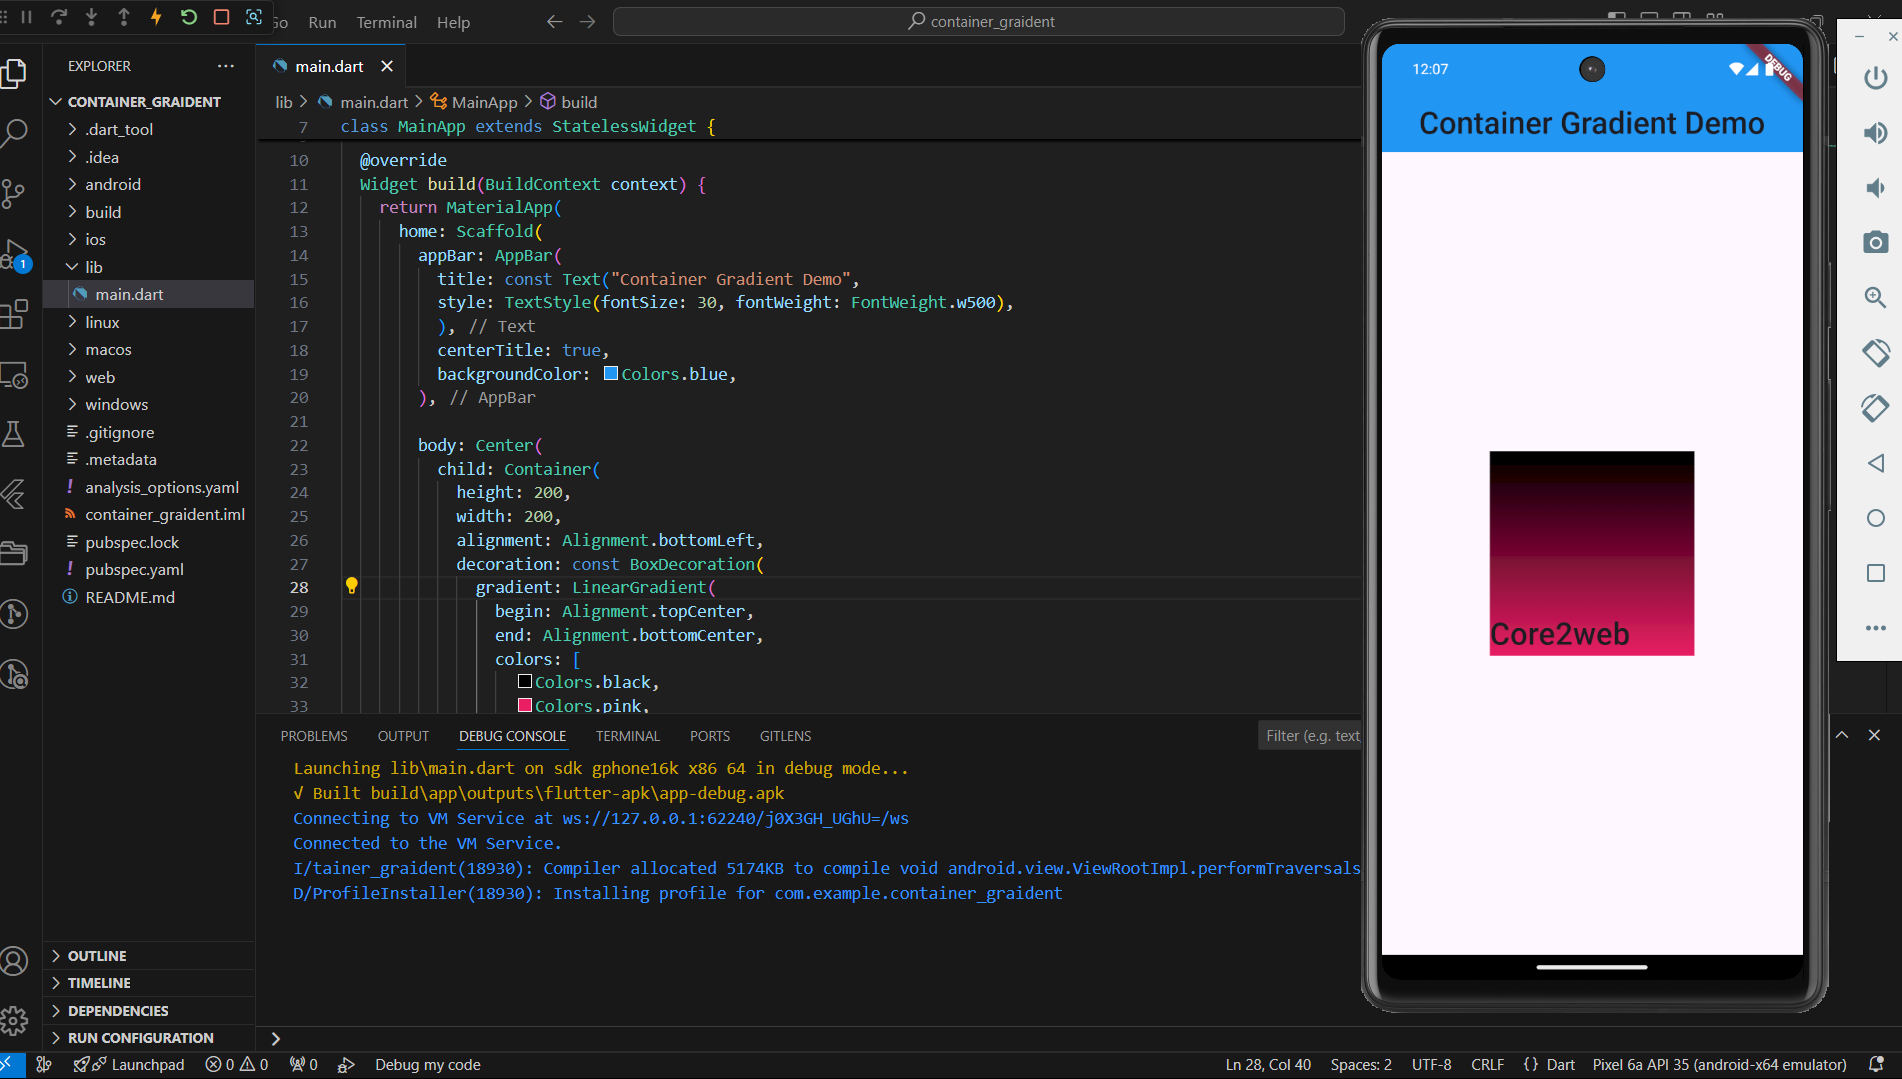 Go Run Terminal Help
container_graident
EXPLORER
CONTAINER_GRAIDENT
.dart_tool
.idea
android
build
ios
lib
main.dart
linux
macos
web
windows
.gitignore
.metadata
! analysis_options.yaml
container_graident.iml
pubspec.lock
! pubspec.yaml
README.md
OUTLINE
TIMELINE
DEPENDENCIES
RUN CONFIGURATION
1
main.dart
lib > main.dart > MainApp > build
7 class MainApp extends StatelessWidget {
10 @override
11 Widget build(BuildContext context) {
12 return MaterialApp(
13 home: Scaffold(
14 appBar: AppBar(
15 title: const Text("Container Gradient Demo",
16 style: TextStyle(fontSize: 30, fontWeight: FontWeight.w500),
17 ), // Text
18 centerTitle: true,
19 backgroundColor: Colors.blue,
20 ), // AppBar
21
22 body: Center(
23 child: Container(
24 height: 200,
25 width: 200,
26 alignment: Alignment.bottomLeft,
27 decoration: const BoxDecoration(
28 gradient: LinearGradient(
29 begin: Alignment.topCenter,
30 end: Alignment.bottomCenter,
31 colors: [
32 Colors.black,
33 Colors.pink,
PROBLEMS OUTPUT DEBUG CONSOLE TERMINAL PORTS GITLENS
Filter (e.g. text
Launching lib\main.dart on sdk gphone16k x86 64 in debug mode...
√ Built build\app\outputs\flutter-apk\app-debug.apk
Connecting to VM Service at ws://127.0.0.1:62240/j0X3GH_UGhU=/ws
Connected to the VM Service.
I/tainer_graident(18930): Compiler allocated 5174KB to compile void android.view.ViewRootImpl.performTraversals
D/ProfileInstaller(18930): Installing profile for com.example.container_graident
12:07
DEBUG
Container Gradient Demo
Core2web
Launchpad 0 0 0 Debug my code
Ln 28, Col 40 Spaces: 2 UTF-8 CRLF {} Dart Pixel 6a API 35 (android-x64 emulator)